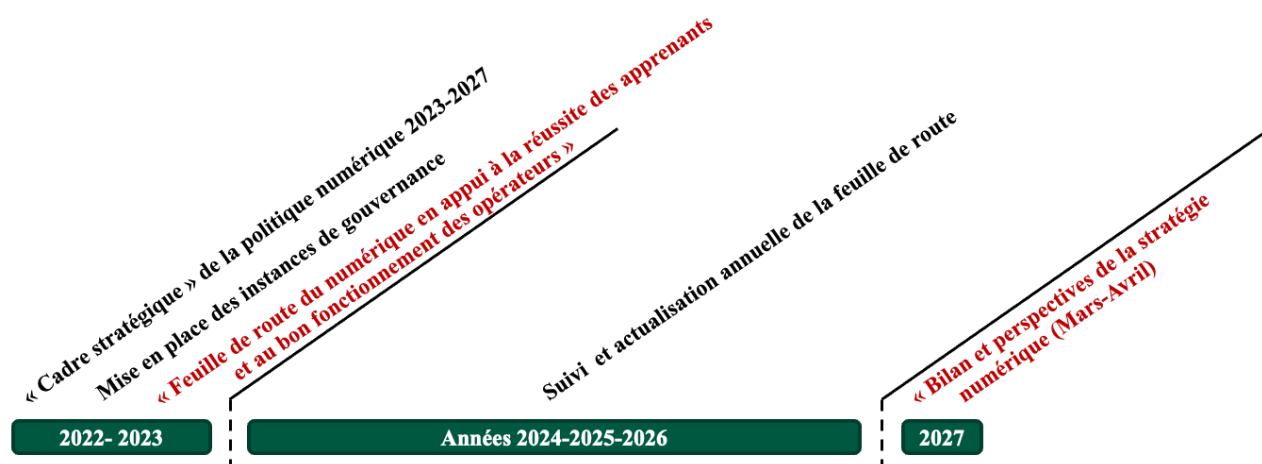 « Cadre stratégique » de la politique numérique 2023-2027
Mise en place des instances de gouvernance
« Feuille de route du numérique en appui à la réussite des apprenants
et au bon fonctionnement des opérateurs »
Suivi et actualisation annuelle de la feuille de route
« Bilan et perspectives de la stratégie
numérique (Mars-Avril)
2022- 2023
Années 2024-2025-2026
2027